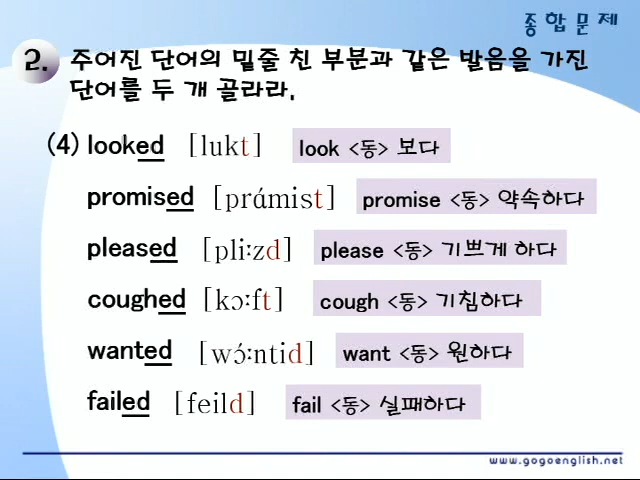 종합문제
2. 주어진 단어의 밑줄 친 부분과 같은 발음을 가진
단어를 두 개 골라라.
(4) looked [lukt] look <동> 보다
promised [prámist] promise <동> 약속하다
pleased [pli:zd] please <동> 기쁘게 하다
coughed [kɔ:ft] cough <동> 기침하다
wanted [wɔ́:ntid] want <동> 원하다
failed [feild] fail <동> 실패하다
www.gogoenglish.net